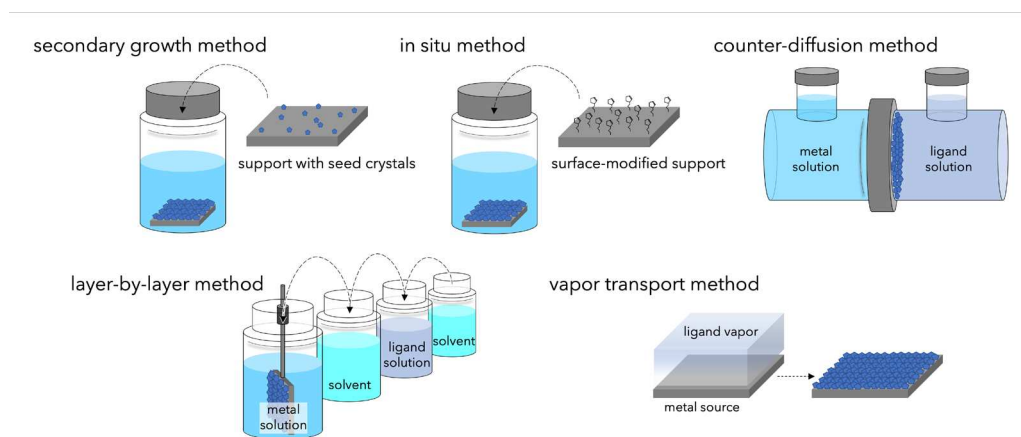 secondary growth method
in situ method
counter-diffusion method
support with seed crystals
surface-modified support
metal
solution
ligand
solution
layer-by-layer method
vapor transport method
metal
solution
solvent
ligand
solution
solvent
ligand vapor
metal source